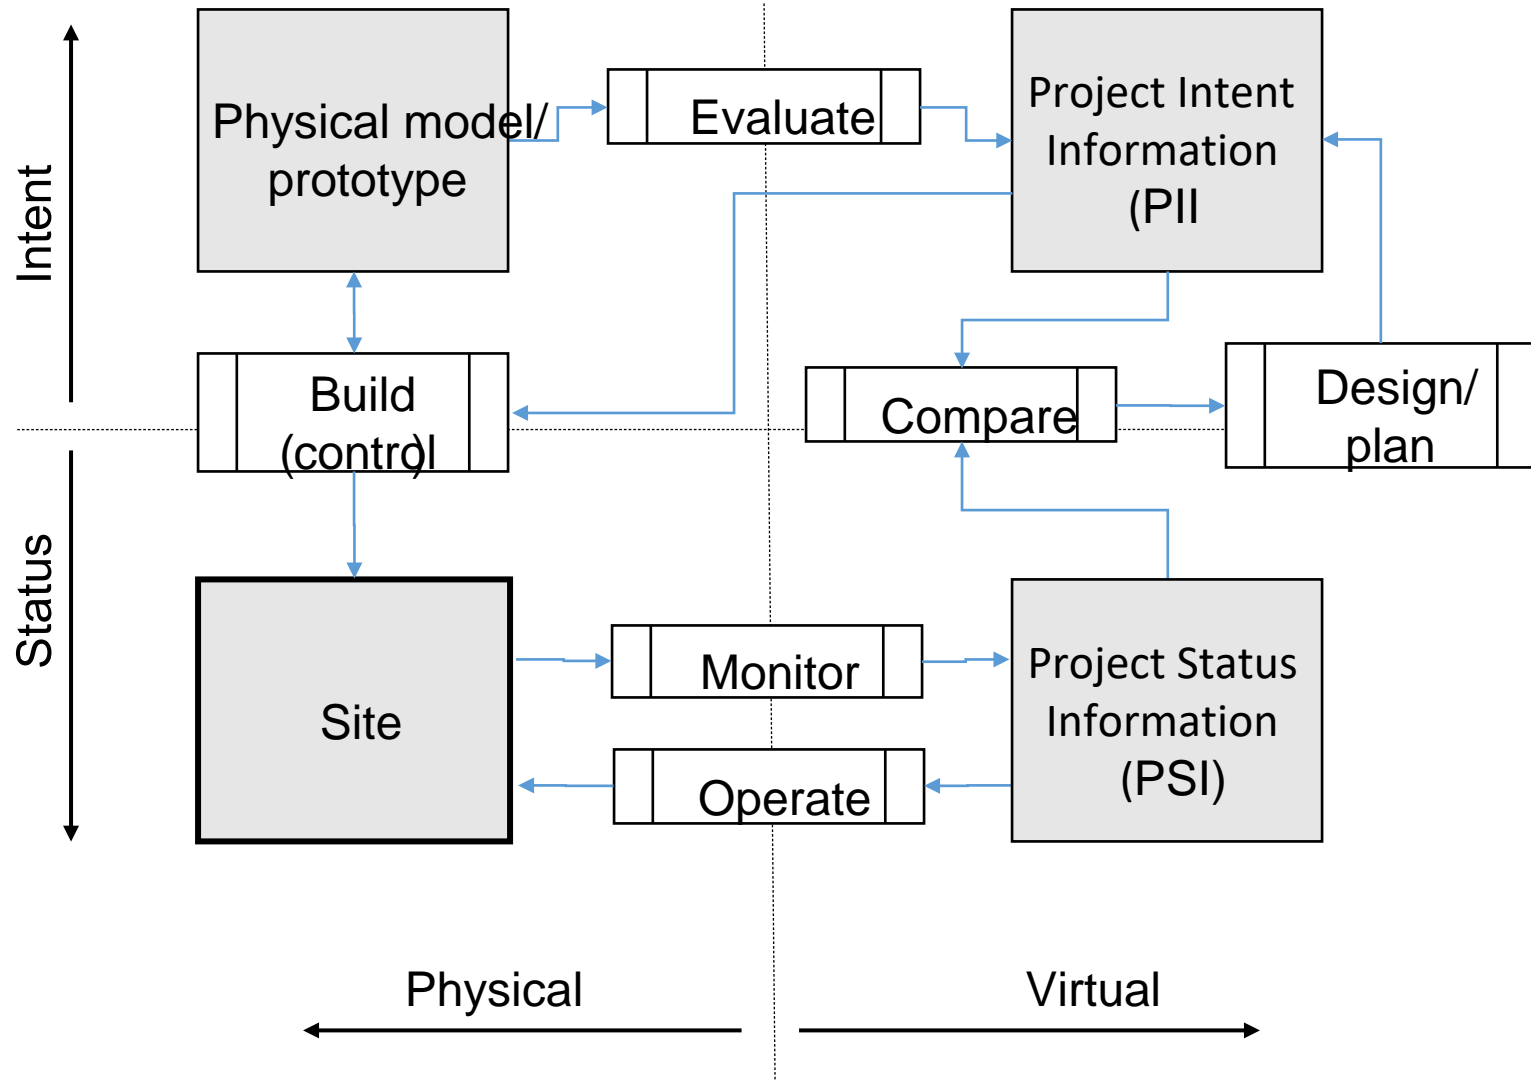 Physical model/
prototype
Evaluate
Project Intent
Information
(PII
Intent
Build
(control)
Compare
Design/
plan
Status
Site
Monitor
Operate
Project Status
Information
(PSI)
Physical
Virtual